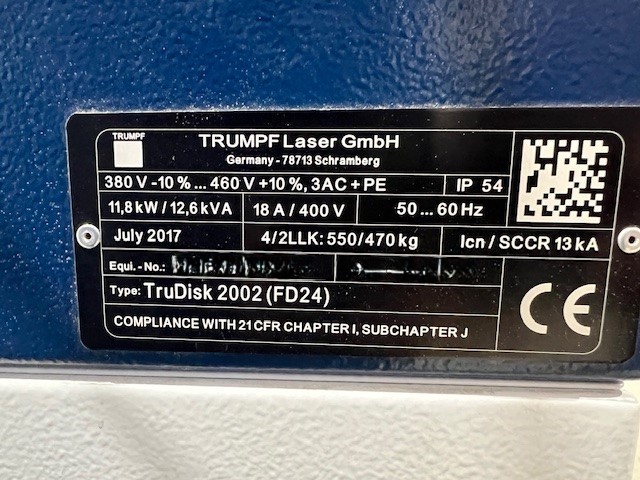 TRUMPF
TRUMPF Laser GmbH
Germany - 78713 Schramberg
380 V -10 % ... 460 V +10 %, 3AC + PE IP 54
11,8 kW / 12,6 kVA 18 A / 400 V 50 ... 60 Hz
July 2017 4/2LLK: 550/470 kg Icn / SCCR 13 kA
Equi.- No.:
Type: TruDisk 2002 (FD24)
COMPLIANCE WITH 21 CFR CHAPTER I, SUBCHAPTER J
CE